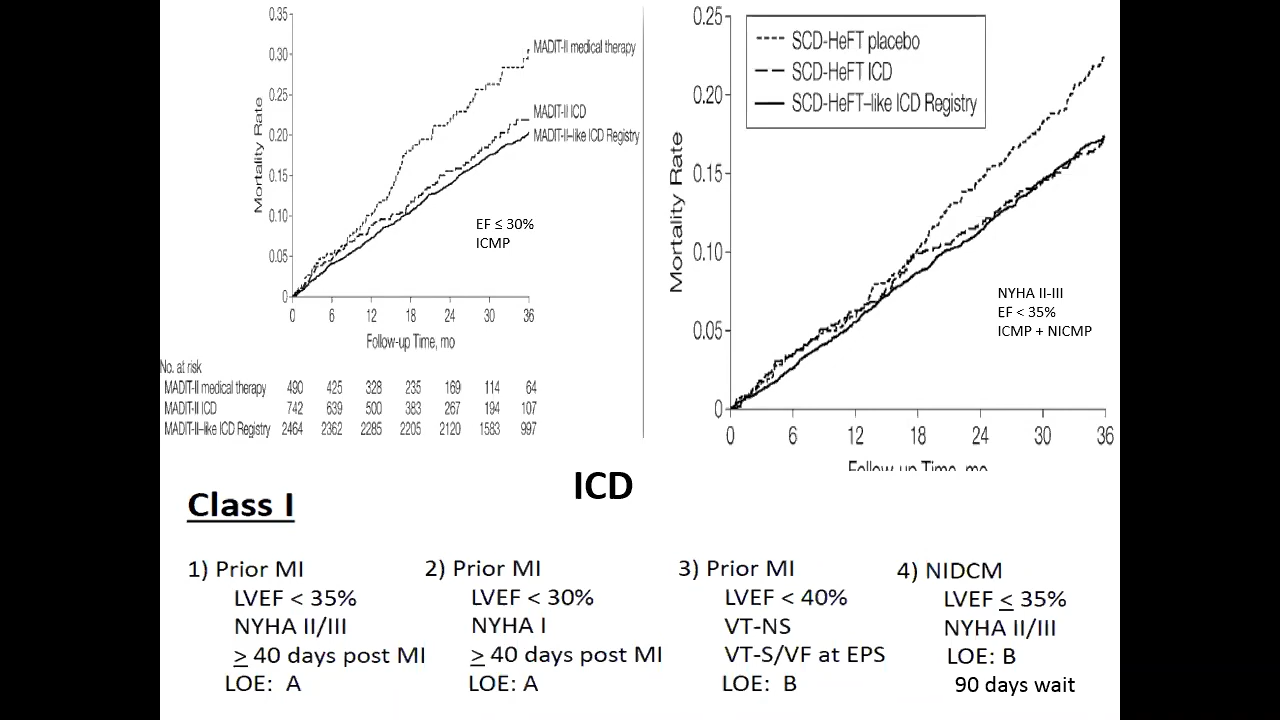 0.35
0.30
0.25
0.20
0.15
0.10
0.05
0
Mortality Rate
MADIT-II medical therapy
MADIT-II ICD
MADIT-II–like ICD Registry
EF ≤ 30%
ICMP
0 6 12 18 24 30 36
Follow-up Time, mo
No. at risk
MADIT-II medical therapy 490 425 328 235 169 114 64
MADIT-II ICD 742 639 500 383 267 194 107
MADIT-II–like ICD Registry 2464 2362 2285 2205 2120 1583 997
0.25
0.20
0.15
0.10
0.05
0
Mortality Rate
SCD-HeFT placebo
SCD-HeFT ICD
SCD-HeFT–like ICD Registry
NYHA II-III
EF < 35%
ICMP + NICMP
0 6 12 18 24 30 36
Follow-up Time, mo
ICD
Class I
1) Prior MI
LVEF < 35%
NYHA II/III
≥ 40 days post MI
LOE: A
2) Prior MI
LVEF < 30%
NYHA I
≥ 40 days post MI
LOE: A
3) Prior MI
LVEF < 40%
VT-NS
VT-S/VF at EPS
LOE: B
4) NIDCM
LVEF ≤ 35%
NYHA II/III
LOE: B
90 days wait